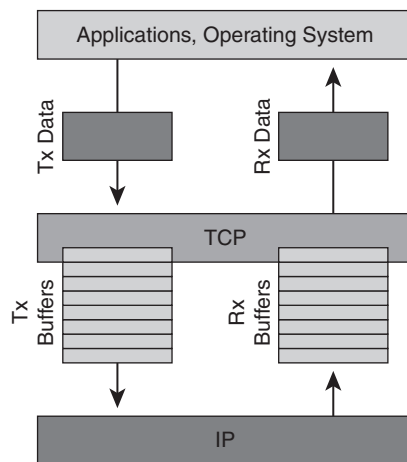 Applications, Operating System
Tx Data
Rx Data
TCP
Tx
Buffers
Rx
Buffers
IP